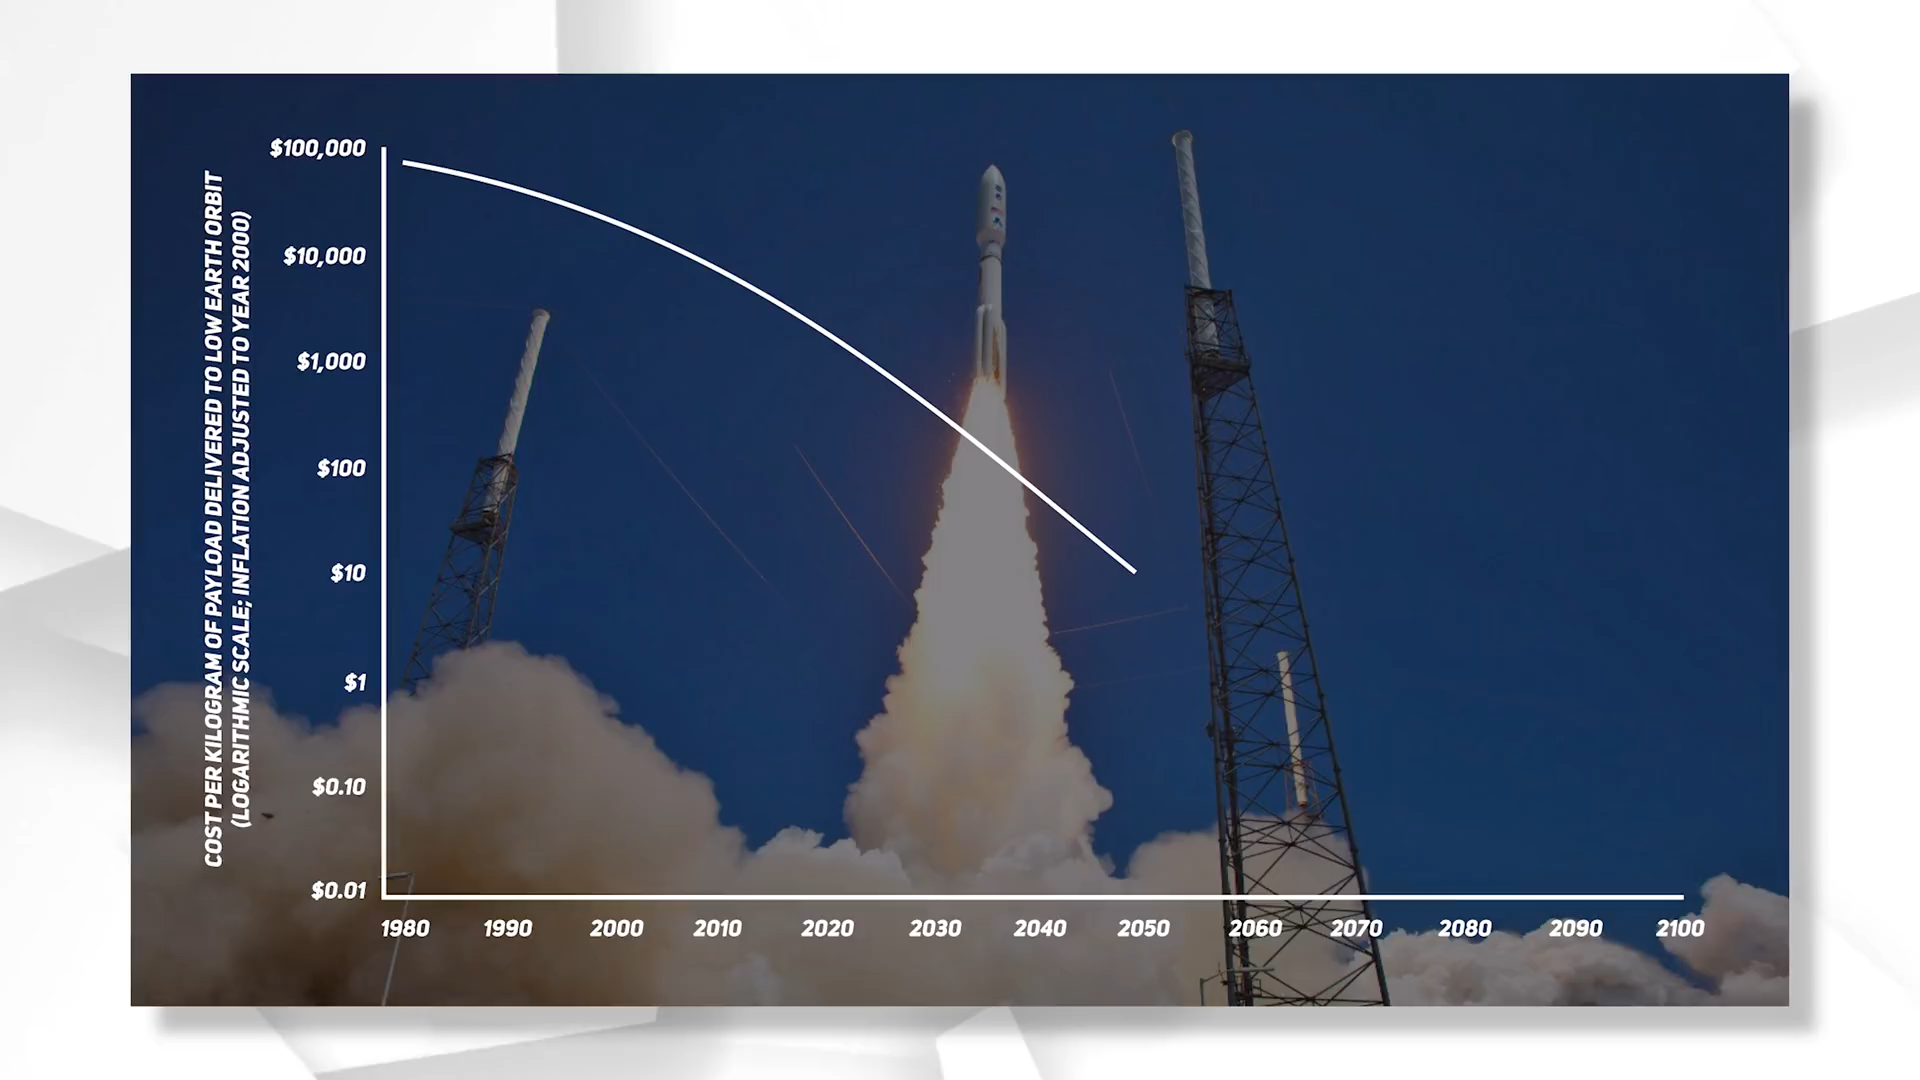 COST PER KILOGRAM OF PAYLOAD DELIVERED TO LOW EARTH ORBIT
(LOGARITHMIC SCALE; INFLATION ADJUSTED TO YEAR 2000)
$100,000
$10,000
$1,000
$100
$10
$1
$0.10
$0.01
1980 1990 2000 2010 2020 2030 2040 2050 2060 2070 2080 2090 2100